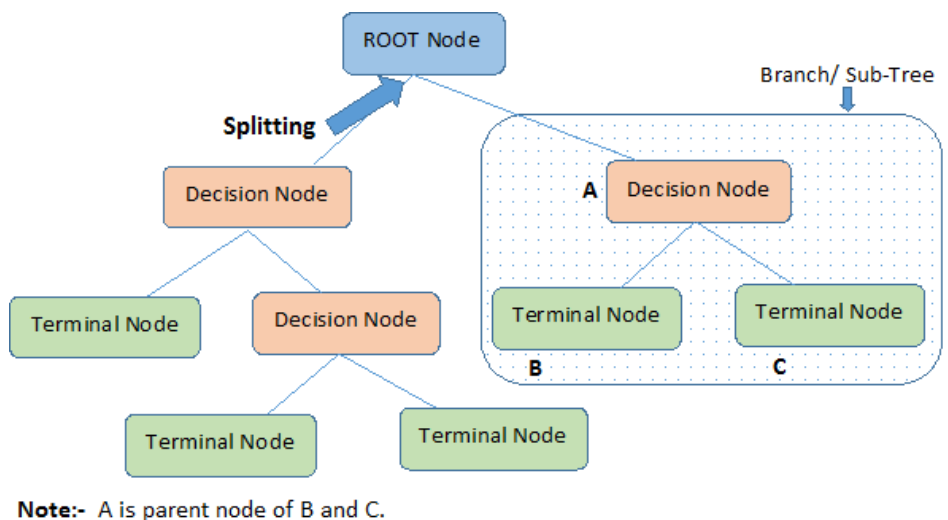 ROOT Node
Branch/ Sub-Tree
Splitting
Decision Node
A
Decision Node
Terminal Node
Decision Node
Terminal Node
Terminal Node
B
C
Terminal Node
Terminal Node
Note:- A is parent node of B and C.